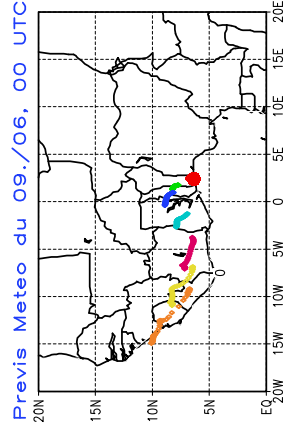 Previs Meteo du 09./06, 00 UTC
20E
15E
10E
5E
0
5W
10W
15W
20W
20N
15N
10N
5N
EQ
0